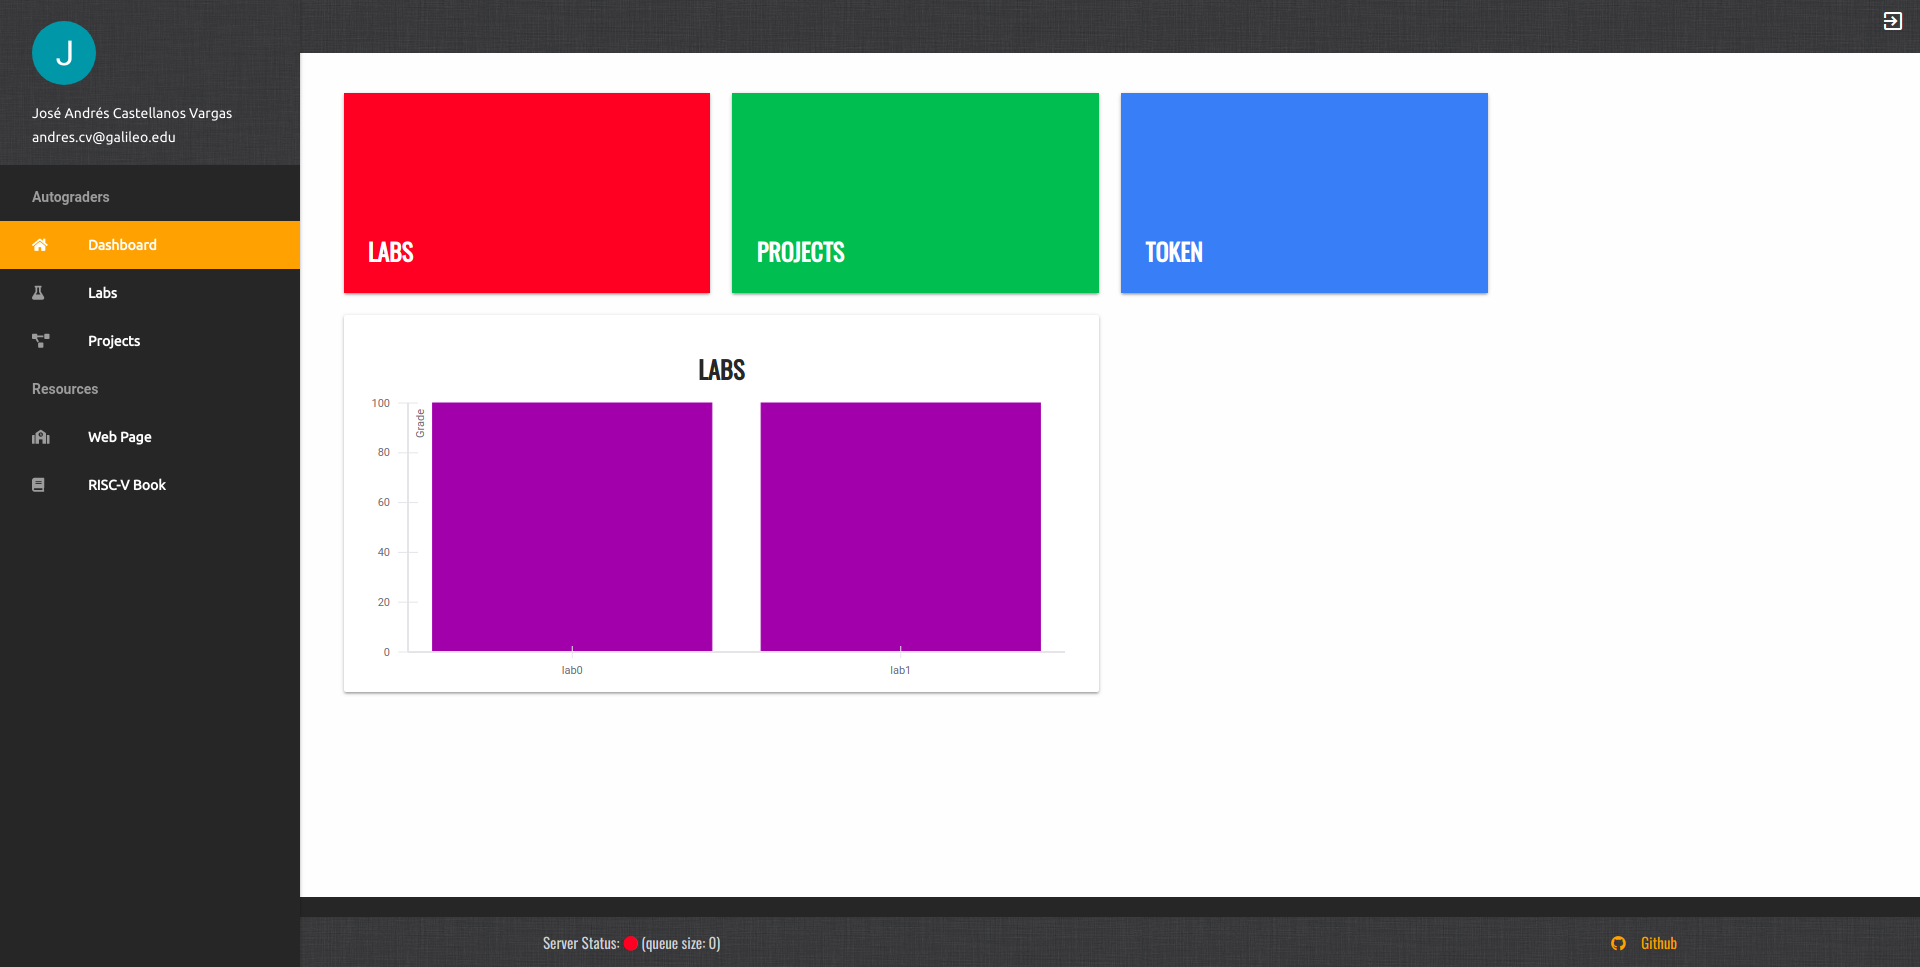 J
José Andrés Castellanos Vargas
andres.cv@galileo.edu
Autograders
Dashboard
Labs
Projects
Resources
Web Page
RISC-V Book
LABS
PROJECTS
TOKEN
LABS
Grade
100
80
60
40
20
0
lab0
lab1
Server Status: (queue size: 0)
Github